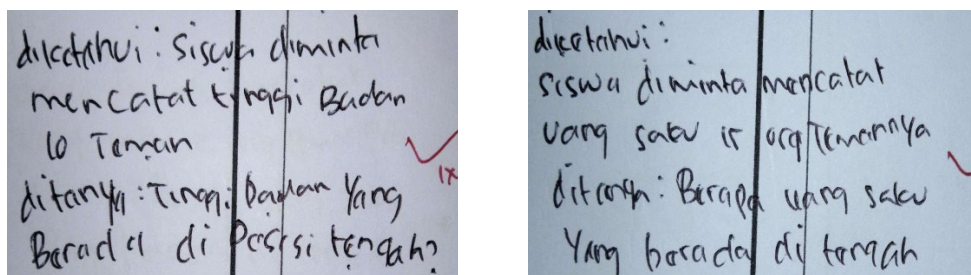 diketahui : Siswa diminta
mencatat tinggi Badan
10 Teman
ditanya : Tinggi Badan Yang
Berada di Posisi tengah?
diketahui :
siswa diminta mencatat
uang saku 15 org Temannya
ditanya : Berapa uang saku
Yang berada di tengah